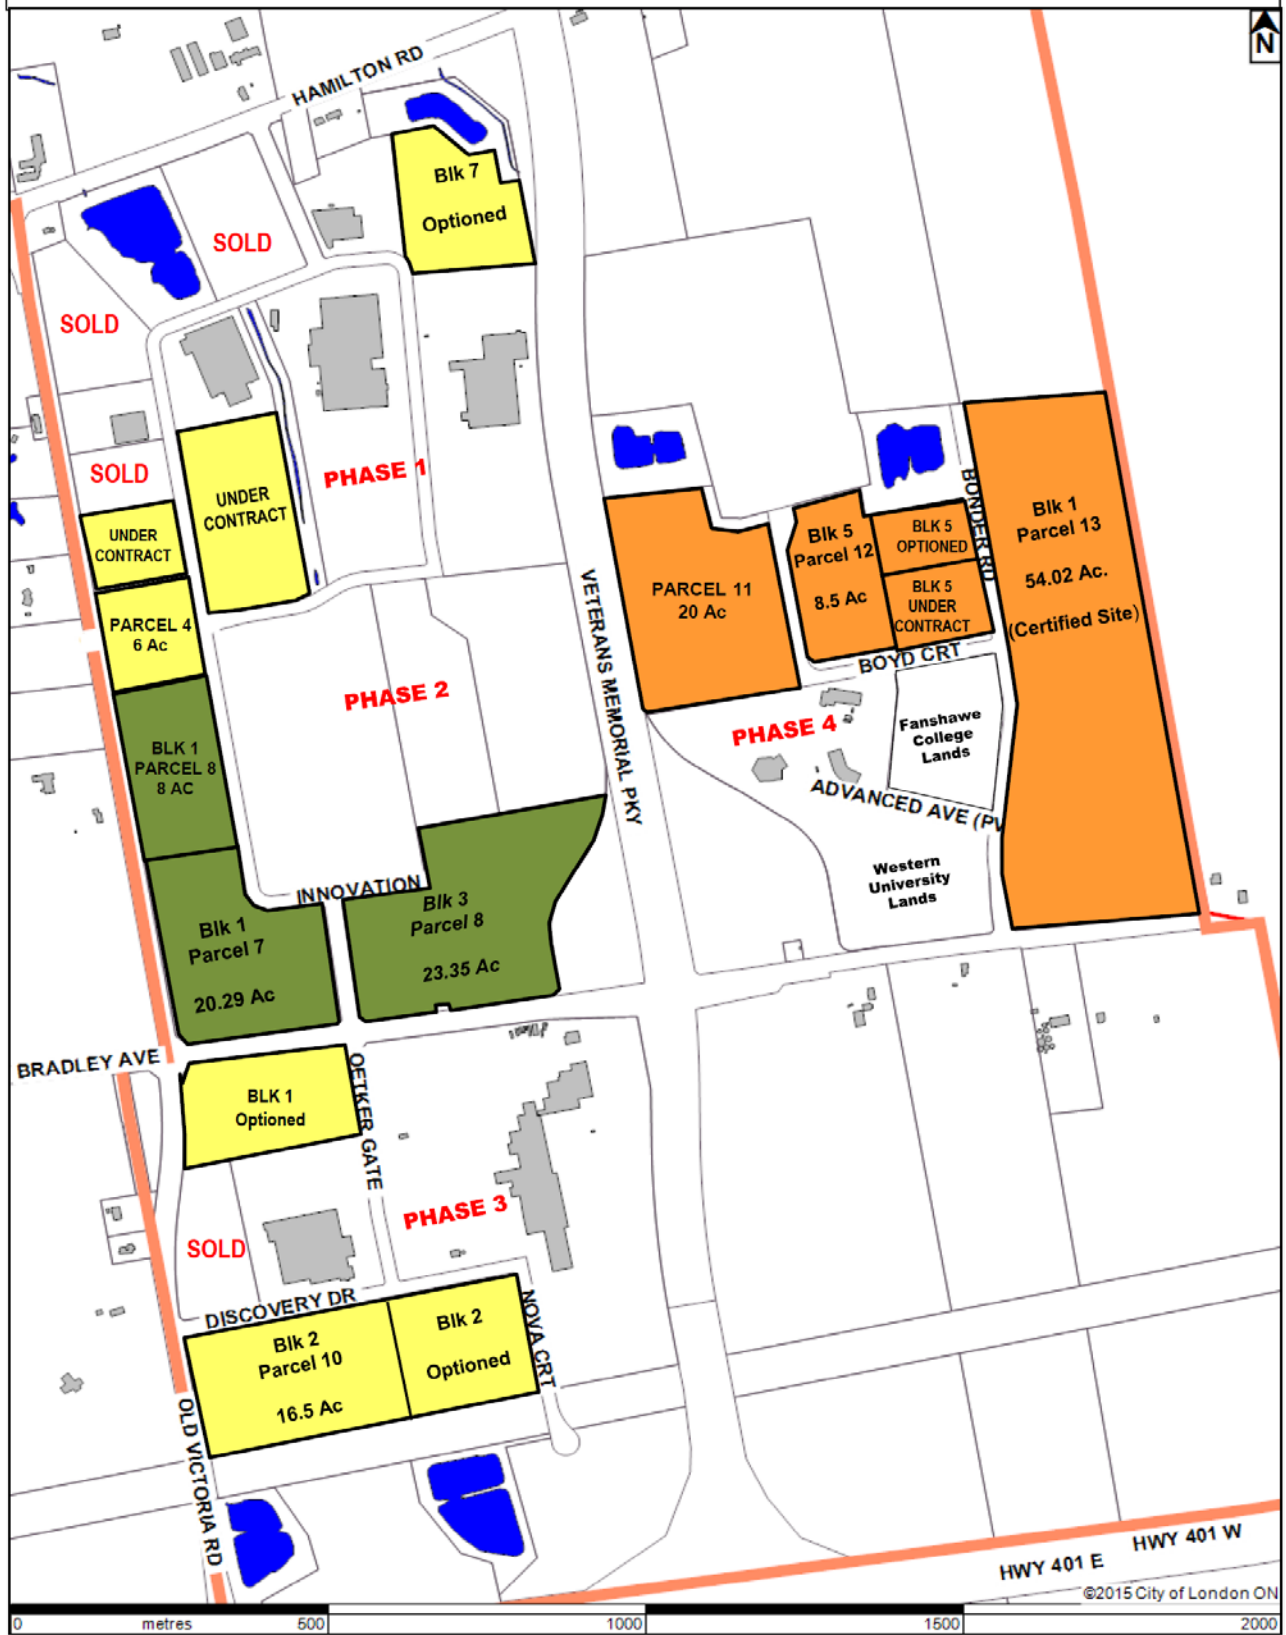 N
HAMILTON RD
Blk 7
Optioned
SOLD
SOLD
SOLD
UNDER
CONTRACT
PHASE 1
UNDER
CONTRACT
PARCEL 4
6 Ac
VETERANS MEMORIAL PKY
PARCEL 11
20 Ac
Blk 5
Parcel 12
8.5 Ac
BLK 5
OPTIONED
BLK 5
UNDER
CONTRACT
BONDER RD
Blk 1
Parcel 13
54.02 Ac.
(Certified Site)
BOYD CRT
PHASE 2
PHASE 4
Fanshawe
College
Lands
ADVANCED AVE (PV
Western
University
Lands
BLK 1
PARCEL 8
8 AC
INNOVATION
Blk 1
Parcel 7
20.29 Ac
Blk 3
Parcel 8
23.35 Ac
BRADLEY AVE
BLK 1
Optioned
OETKER GATE
PHASE 3
SOLD
DISCOVERY DR
Blk 2
Parcel 10
16.5 Ac
Blk 2
Optioned
NOVA CRT
OLD VICTORIA RD
HWY 401 E
HWY 401 W
©2015 City of London ON
0 metres 500 1000 1500 2000